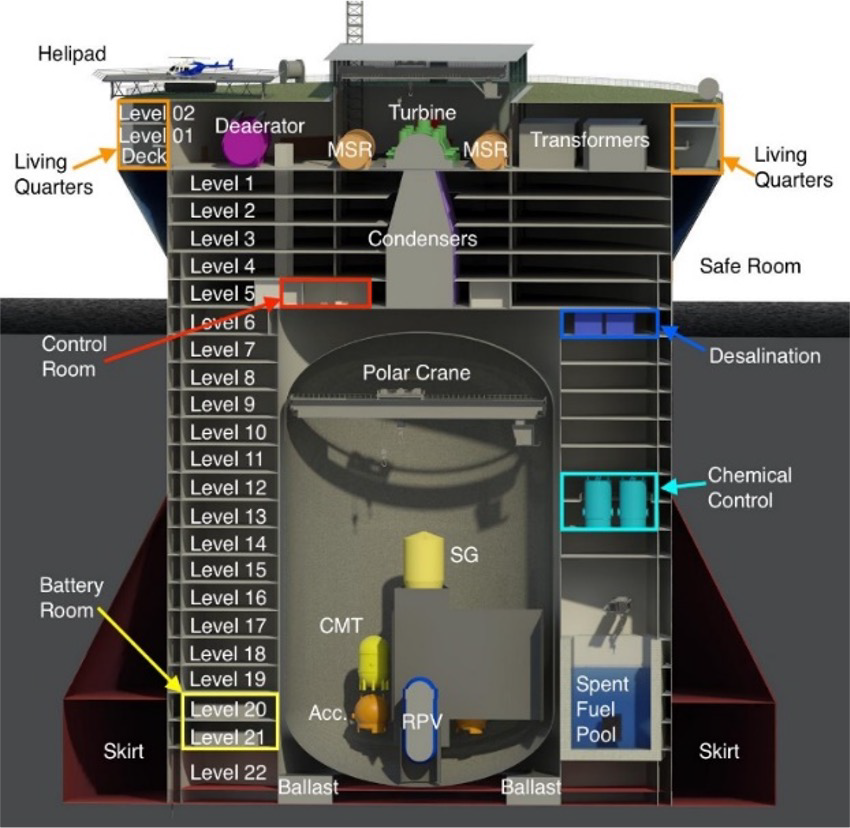 Helipad
Level 02
Level 01
Deck
Deaerator
Turbine
MSR
MSR
Transformers
Living
Quarters
Living
Quarters
Level 1
Level 2
Level 3
Condensers
Level 4
Safe Room
Level 5
Level 6
Control
Room
Desalination
Level 7
Level 8
Polar Crane
Level 9
Level 10
Level 11
Level 12
Chemical
Control
Level 13
Level 14
SG
Level 15
Battery
Room
Level 16
Level 17
CMT
Level 18
Level 19
Level 20
Acc.
RPV
Spent
Fuel
Pool
Level 21
Skirt
Skirt
Level 22
Ballast
Ballast